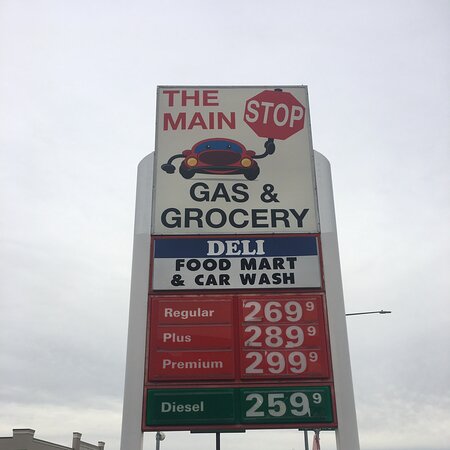 THE
MAIN
STOP
GAS &
GROCERY
DELI
FOOD MART
& CAR WASH
Regular 269 9
Plus 289 9
Premium 299 9
Diesel 259 9